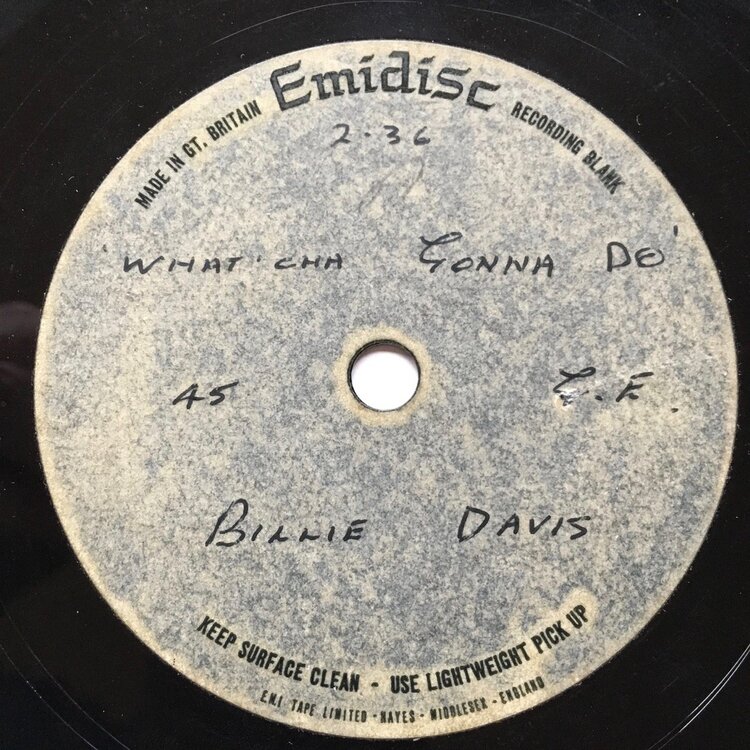 Emidisc
MADE IN GT. BRITAIN
RECORDING BLANK
2.36
'WHAT'CHA GONNA DO'
45
BILLIE DAVIS
KEEP SURFACE CLEAN - USE LIGHTWEIGHT PICK UP
E.M.I TAPE LIMITED - HAYES - MIDDLESEX - ENGLAND